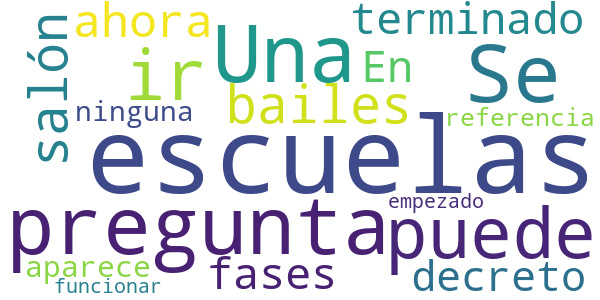 ahora
terminado
Una
Se
salón
ir
En
bailes
ninguna
referencia
escuelas
pregunta
puede
empezado
aparece
fases
decreto
funcionar